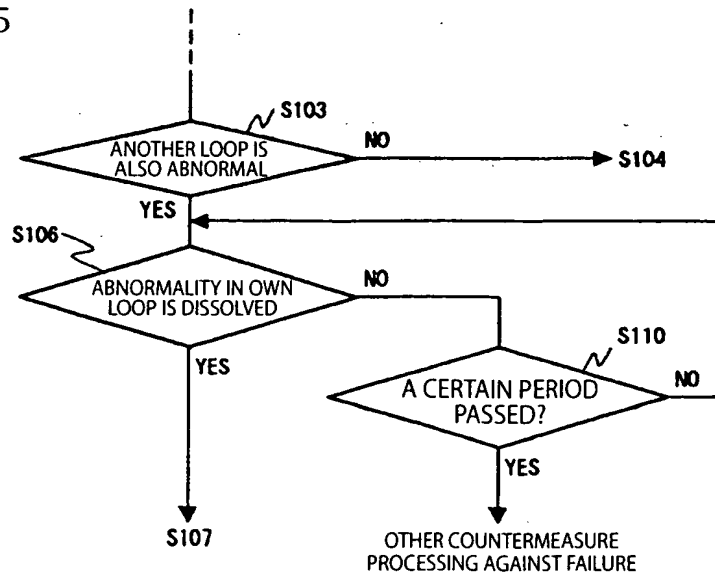 5
S103
ANOTHER LOOP IS
ALSO ABNORMAL
NO
S104
YES
S106
ABNORMALITY IN OWN
LOOP IS DISSOLVED
NO
YES
S110
A CERTAIN PERIOD
PASSED?
NO
YES
S107
OTHER COUNTERMEASURE
PROCESSING AGAINST FAILURE